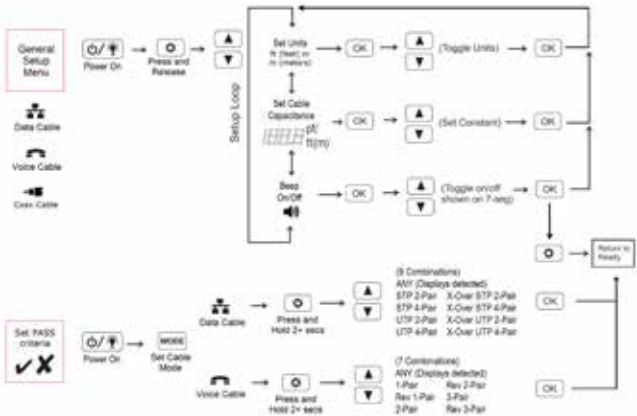 General
Setup
Menu
Power On
Press and
Release
Data Cable
Voice Cable
Coax Cable
Setup Loop
Set Units
ft (feet) or
m (meters)
OK
(Toggle Units)
OK
Set Cable
Capacitance
pf/
ft(m)
OK
(Set Constant)
OK
Beep
On/Off
OK
(Toggle on/off
shown on 7-seg)
OK
Return to
Ready
Set PASS
criteria
Power On
MODE
Set Cable
Mode
Data Cable
Press and
Hold 2+ secs
(9 Combinations)
ANY (Displays detected)
STP 2-Pair X-Over STP 2-Pair
STP 4-Pair X-Over STP 4-Pair
UTP 2-Pair X-Over UTP 2-Pair
UTP 4-Pair X-Over UTP 4-Pair
OK
Voice Cable
Press and
Hold 2+ secs
(7 Combinations)
ANY (Displays detected)
1-Pair Rev 2-Pair
Rev 1-Pair 3-Pair
2-Pair Rev 3-Pair
OK